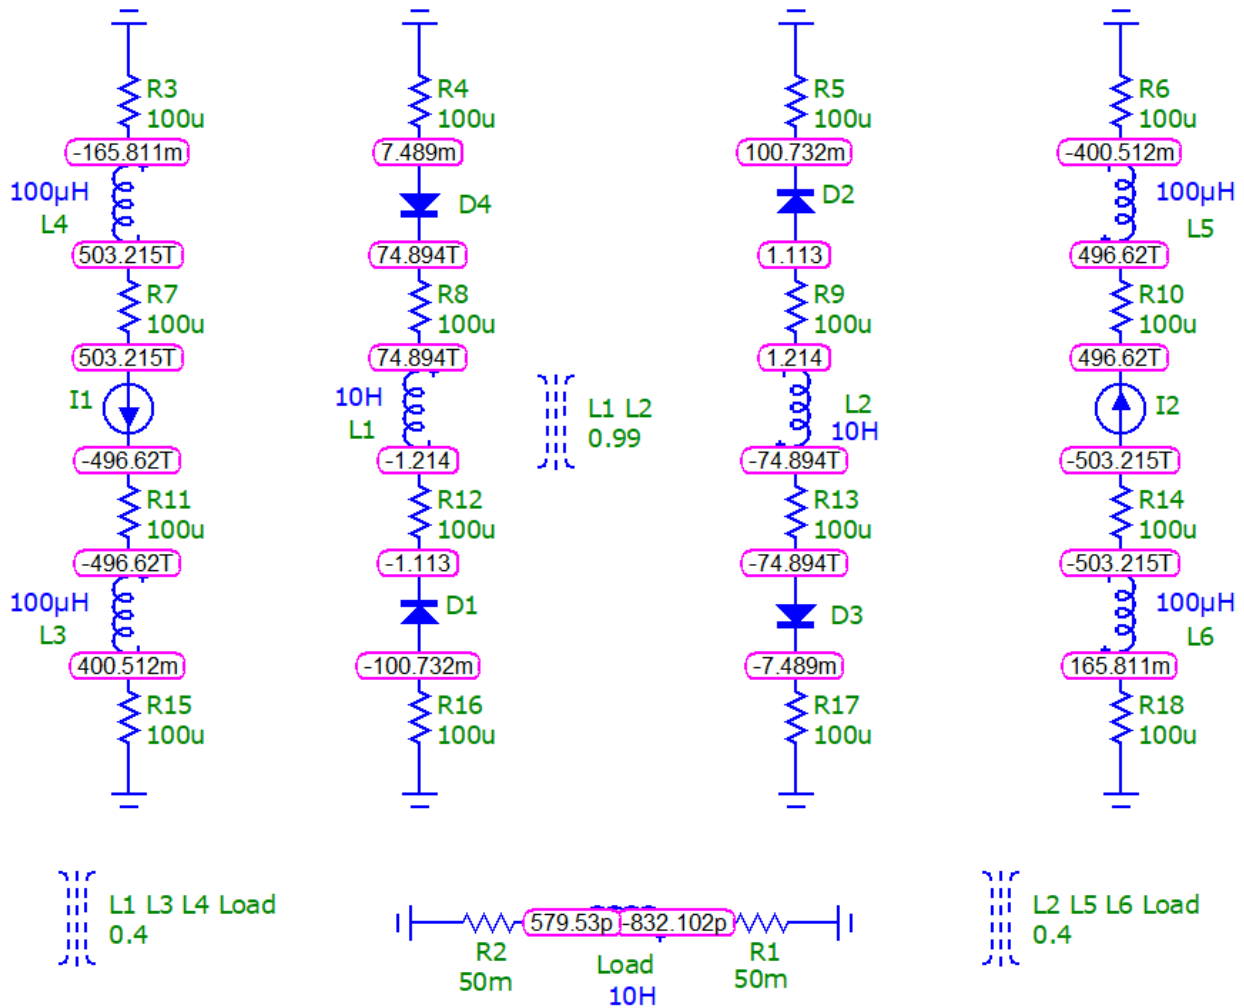 R3
100u
R4
100u
R5
100u
R6
100u
-165.811m
7.489m
100.732m
-400.512m
100µH
L4
D4
D2
100µH
L5
503.215T
74.894T
1.113
496.62T
R7
100u
R8
100u
R9
100u
R10
100u
503.215T
74.894T
1.214
496.62T
I1
10H
L1
L1 L2
0.99
L2
10H
I2
-496.62T
-1.214
-74.894T
-503.215T
R11
100u
R12
100u
R13
100u
R14
100u
-496.62T
-1.113
-74.894T
-503.215T
100µH
L3
D1
D3
100µH
L6
400.512m
-100.732m
-7.489m
165.811m
R15
100u
R16
100u
R17
100u
R18
100u
L1 L3 L4 Load
0.4
579.53p
-832.102p
R2
50m
Load
10H
R1
50m
L2 L5 L6 Load
0.4